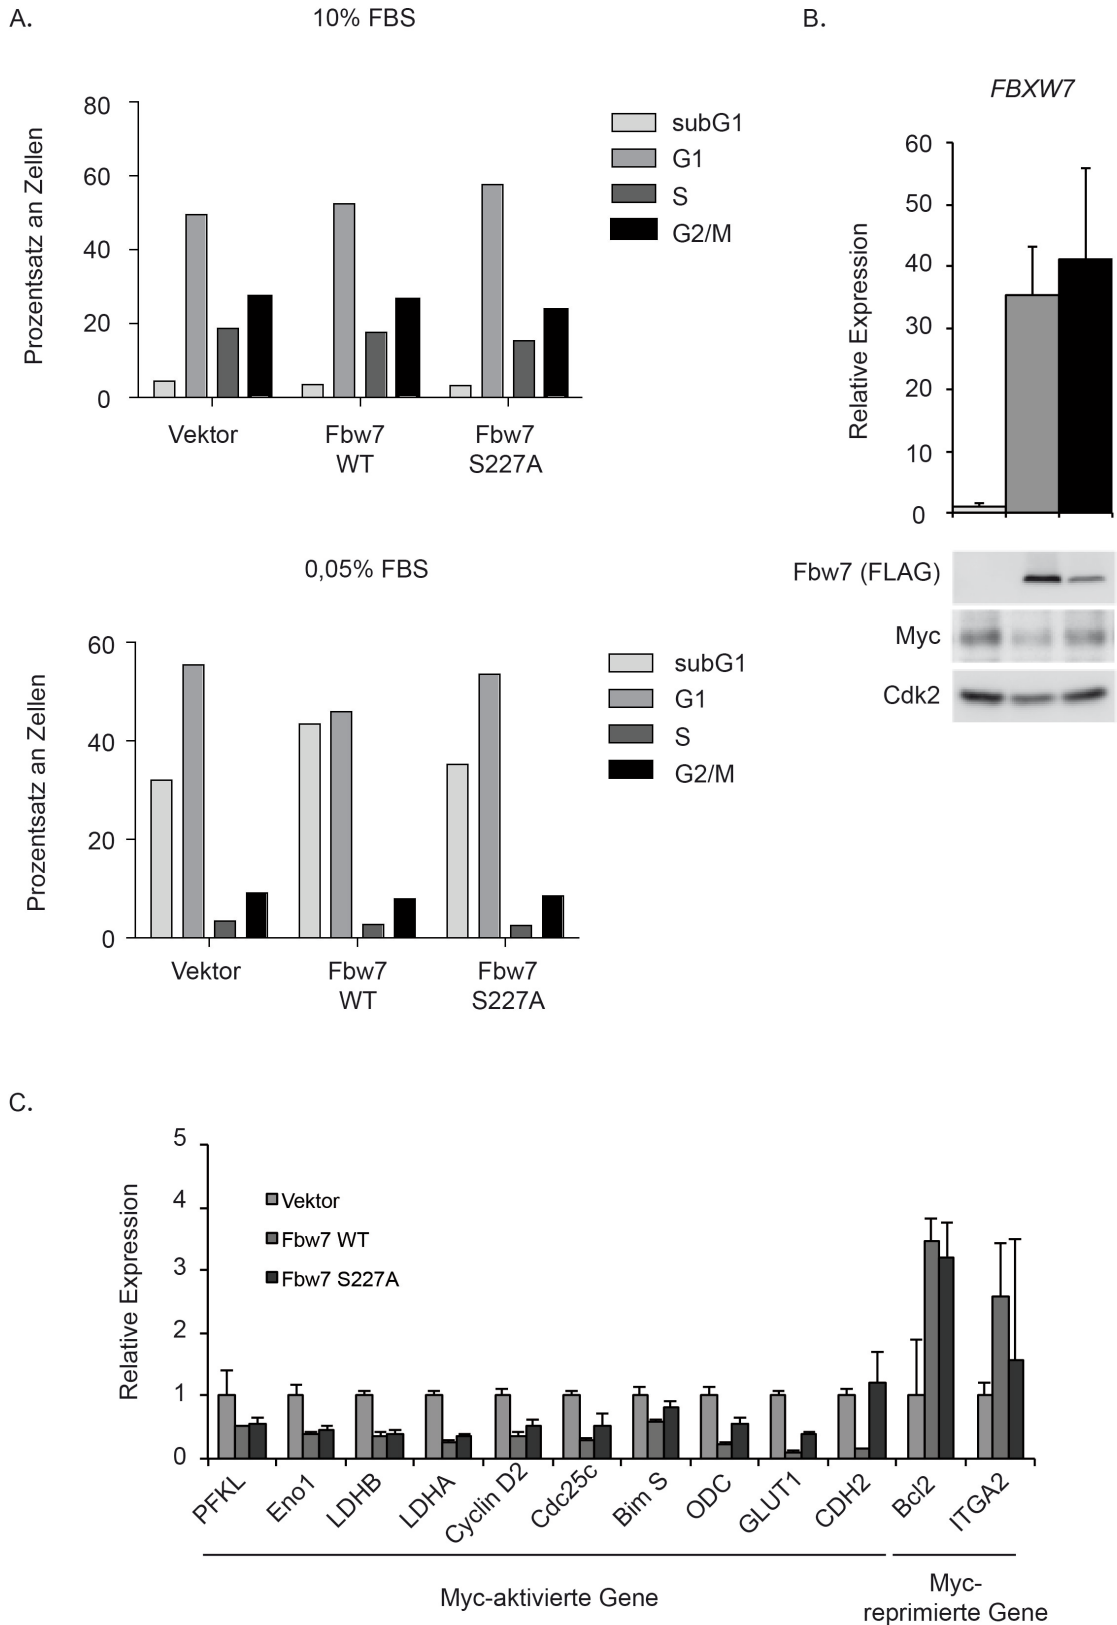 A.
10% FBS
Prozentsatz an Zellen
80
60
40
20
0
subG1
G1
S
G2/M
Vektor
Fbw7
WT
Fbw7
S227A
0,05% FBS
Prozentsatz an Zellen
60
40
20
0
subG1
G1
S
G2/M
Vektor
Fbw7
WT
Fbw7
S227A
B.
FBXW7
Relative Expression
60
50
40
30
20
10
0
Fbw7 (FLAG)
Myc
Cdk2
C.
Relative Expression
5
4
3
2
1
0
Vektor
Fbw7 WT
Fbw7 S227A
PFKL
Eno1
LDHB
LDHA
Cyclin D2
Cdc25c
Bim S
ODC
GLUT1
CDH2
Bcl2
ITGA2
Myc-aktivierte Gene
Myc-
reprimierte Gene